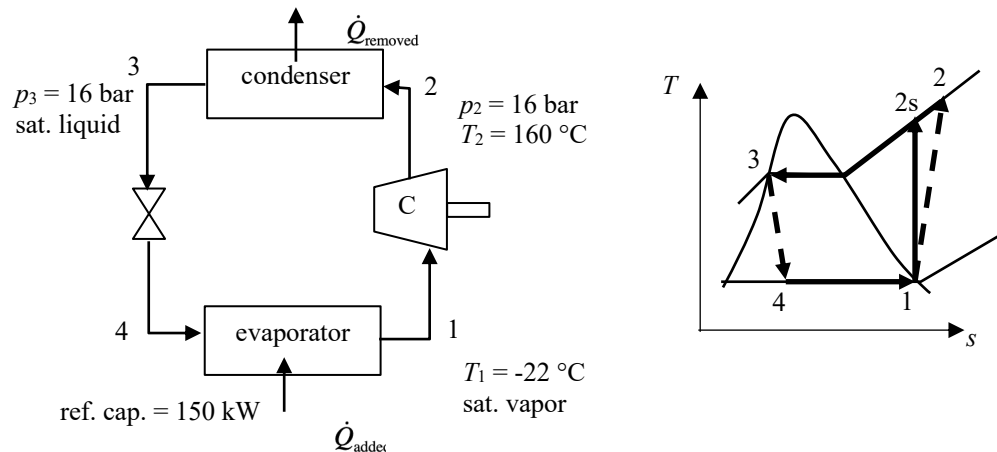 Q̇removed
condenser
3
2
p3 = 16 bar
sat. liquid
p2 = 16 bar
T2 = 160 °C
C
4
1
evaporator
T1 = -22 °C
sat. vapor
ref. cap. = 150 kW
Q̇added
T
2
2s
3
4
1
s